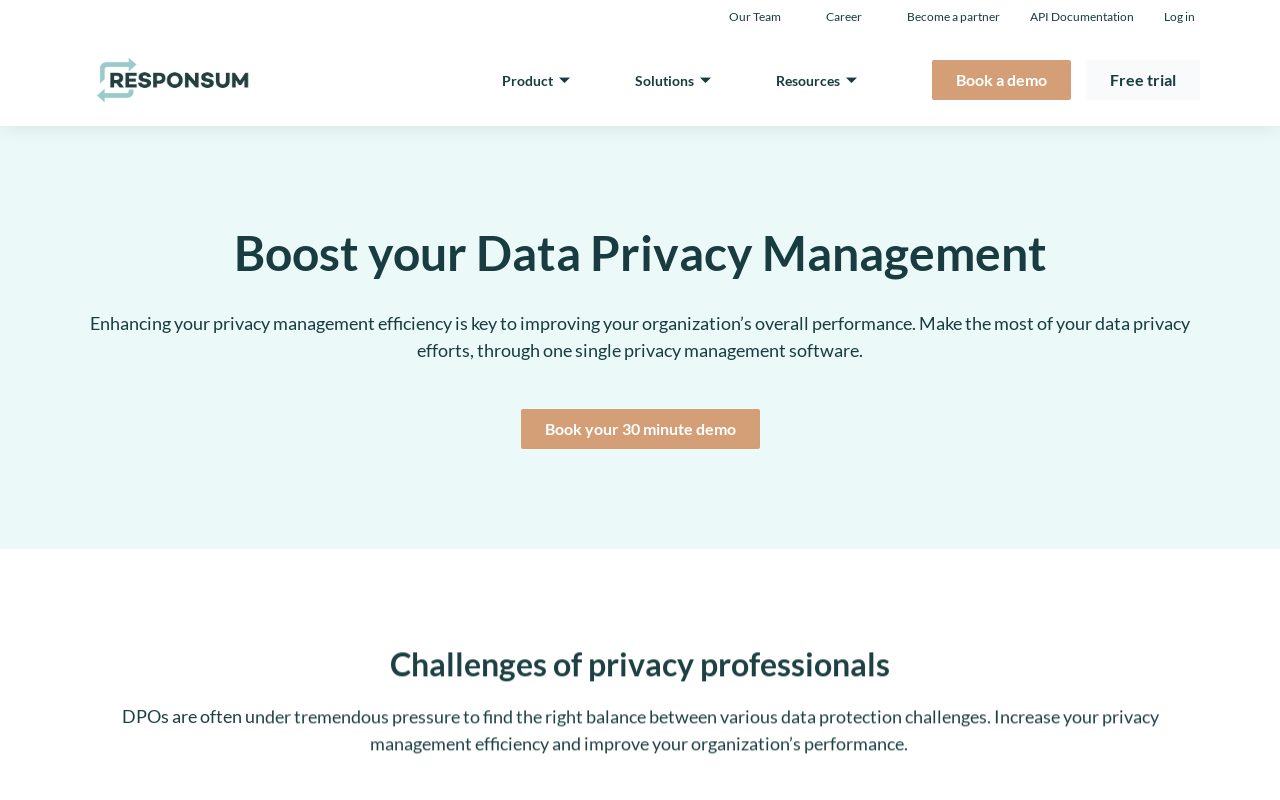 Our Team
Career
Become a partner
API Documentation
Log in
RESPONSUM
Product
Solutions
Resources
Book a demo
Free trial
Boost your Data Privacy Management
Enhancing your privacy management efficiency is key to improving your organization’s overall performance. Make the most of your data privacy
efforts, through one single privacy management software.
Book your 30 minute demo
Challenges of privacy professionals
DPOs are often under tremendous pressure to find the right balance between various data protection challenges. Increase your privacy
management efficiency and improve your organization’s performance.